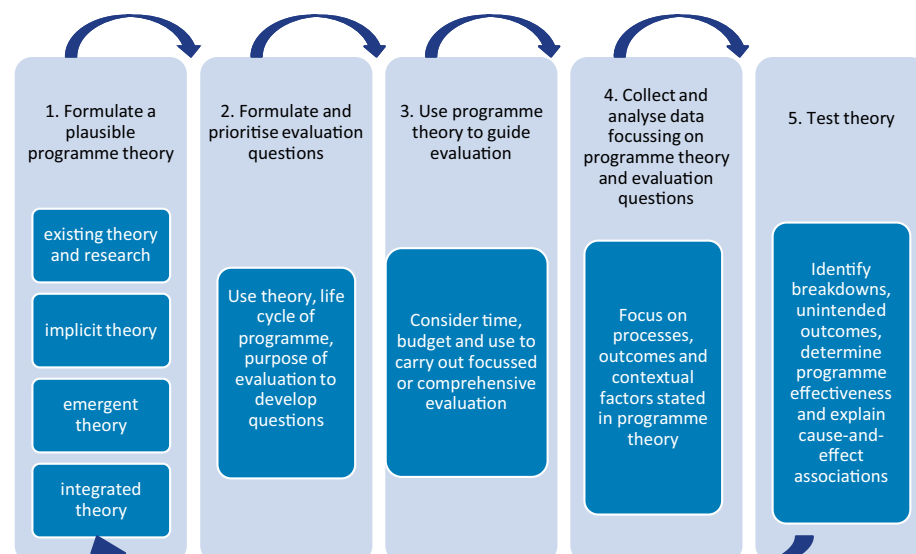 1. Formulate a
plausible
programme theory
existing theory
and research
implicit theory
emergent
theory
integrated
theory
2. Formulate and
prioritise evaluation
questions
Use theory, life
cycle of
programme,
purpose of
evaluation to
develop
questions
3. Use programme
theory to guide
evaluation
Consider time,
budget and use to
carry out focussed
or comprehensive
evaluation
4. Collect and
analyse data
focussing on
programme theory
and evaluation
questions
Focus on
processes,
outcomes and
contextual
factors stated
in programme
theory
5. Test theory
Identify
breakdowns,
unintended
outcomes,
determine
programme
effectiveness
and explain
cause-and-
effect
associations